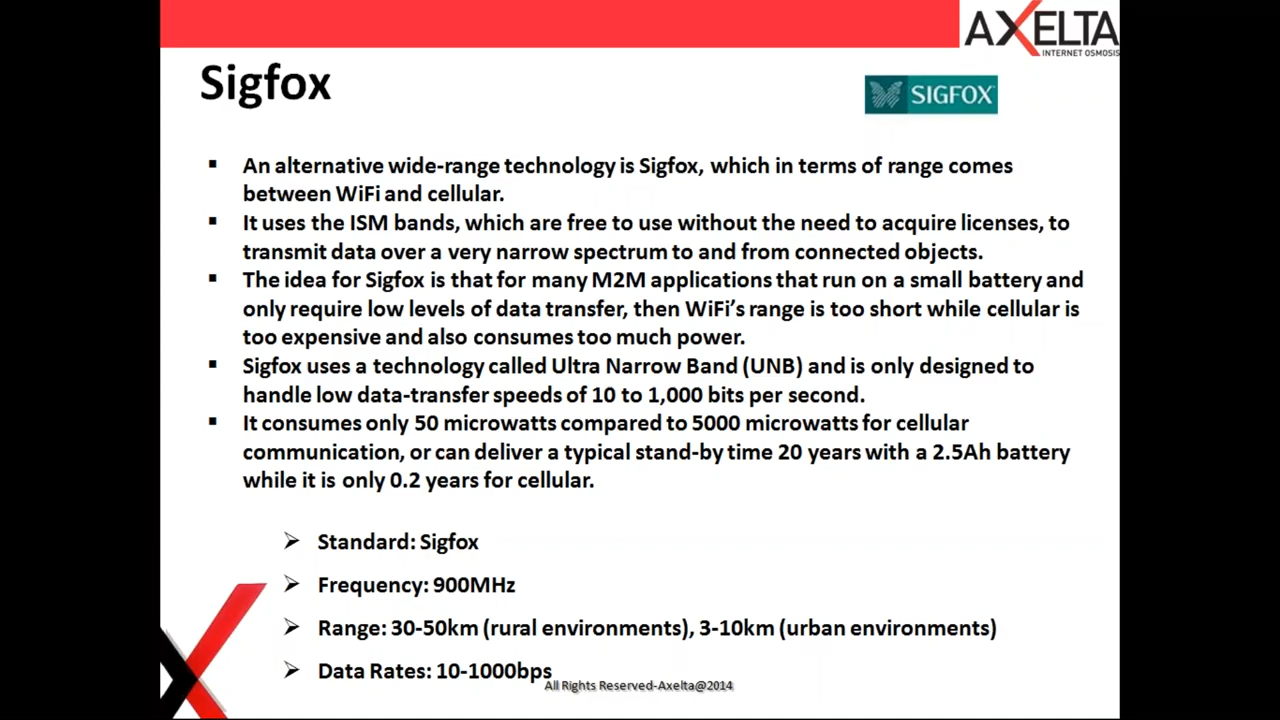 AXELTA
INTERNET OSMOSIS
Sigfox
SIGFOX
▪ An alternative wide-range technology is Sigfox, which in terms of range comes
between WiFi and cellular.
▪ It uses the ISM bands, which are free to use without the need to acquire licenses, to
transmit data over a very narrow spectrum to and from connected objects.
▪ The idea for Sigfox is that for many M2M applications that run on a small battery and
only require low levels of data transfer, then WiFi’s range is too short while cellular is
too expensive and also consumes too much power.
▪ Sigfox uses a technology called Ultra Narrow Band (UNB) and is only designed to
handle low data-transfer speeds of 10 to 1,000 bits per second.
▪ It consumes only 50 microwatts compared to 5000 microwatts for cellular
communication, or can deliver a typical stand-by time 20 years with a 2.5Ah battery
while it is only 0.2 years for cellular.
➢ Standard: Sigfox
➢ Frequency: 900MHz
➢ Range: 30-50km (rural environments), 3-10km (urban environments)
➢ Data Rates: 10-1000bps
All Rights Reserved-Axelta@2014